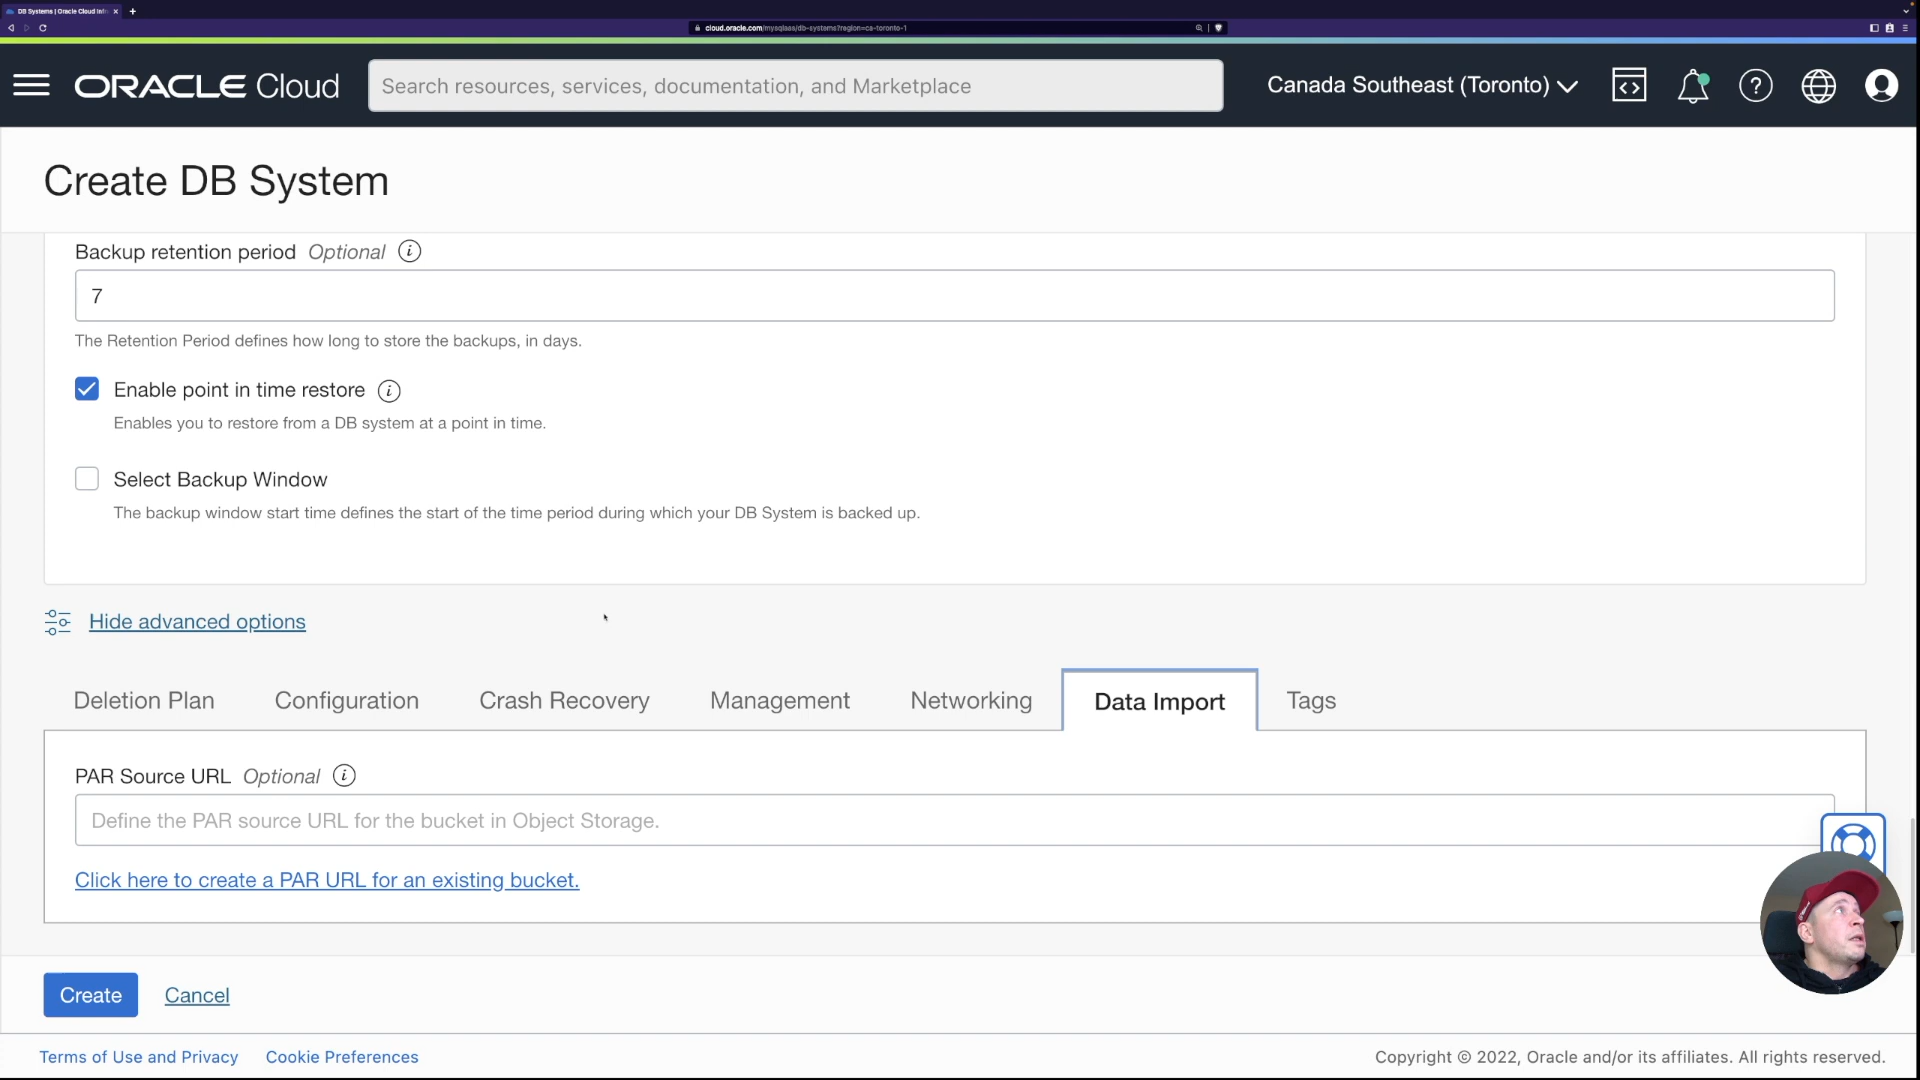 DB Systems | Oracle Cloud Infr
cloud.oracle.com/mysqlaas/db-systems?region=ca-toronto-1
ORACLE Cloud
Search resources, services, documentation, and Marketplace
Canada Southeast (Toronto)
Create DB System
Backup retention period Optional
7
The Retention Period defines how long to store the backups, in days.
Enable point in time restore
Enables you to restore from a DB system at a point in time.
Select Backup Window
The backup window start time defines the start of the time period during which your DB System is backed up.
Hide advanced options
Deletion Plan Configuration Crash Recovery Management Networking Data Import Tags
PAR Source URL Optional
Define the PAR source URL for the bucket in Object Storage.
Click here to create a PAR URL for an existing bucket.
Create Cancel
Terms of Use and Privacy Cookie Preferences Copyright © 2022, Oracle and/or its affiliates. All rights reserved.